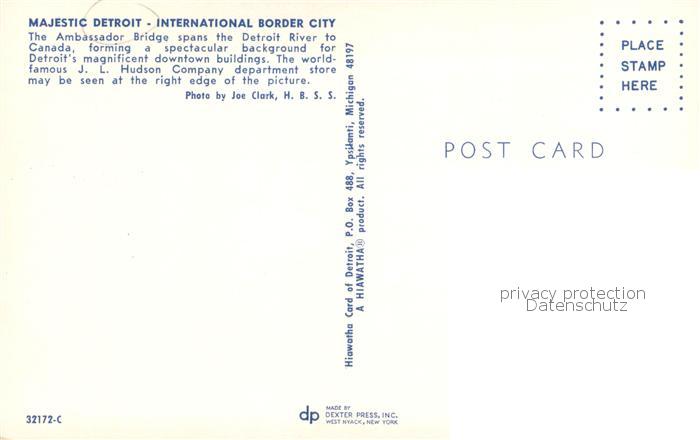 MAJESTIC DETROIT - INTERNATIONAL BORDER CITY
The Ambassador Bridge spans the Detroit River to
Canada, forming a spectacular background for
Detroit's magnificent downtown buildings. The world-
famous J. L. Hudson Company department store
may be seen at the right edge of the picture.
Photo by Joe Clark, H. B. S. S.
Hiawatha Card of Detroit, P.O. Box 488, Ypsilanti, Michigan 48197
A HIAWATHA® product. All rights reserved.
PLACE
STAMP
HERE
POST CARD
privacy protection
Datenschutz
32172-C
dp
MADE BY
DEXTER PRESS, INC.
WEST NYACK, NEW YORK